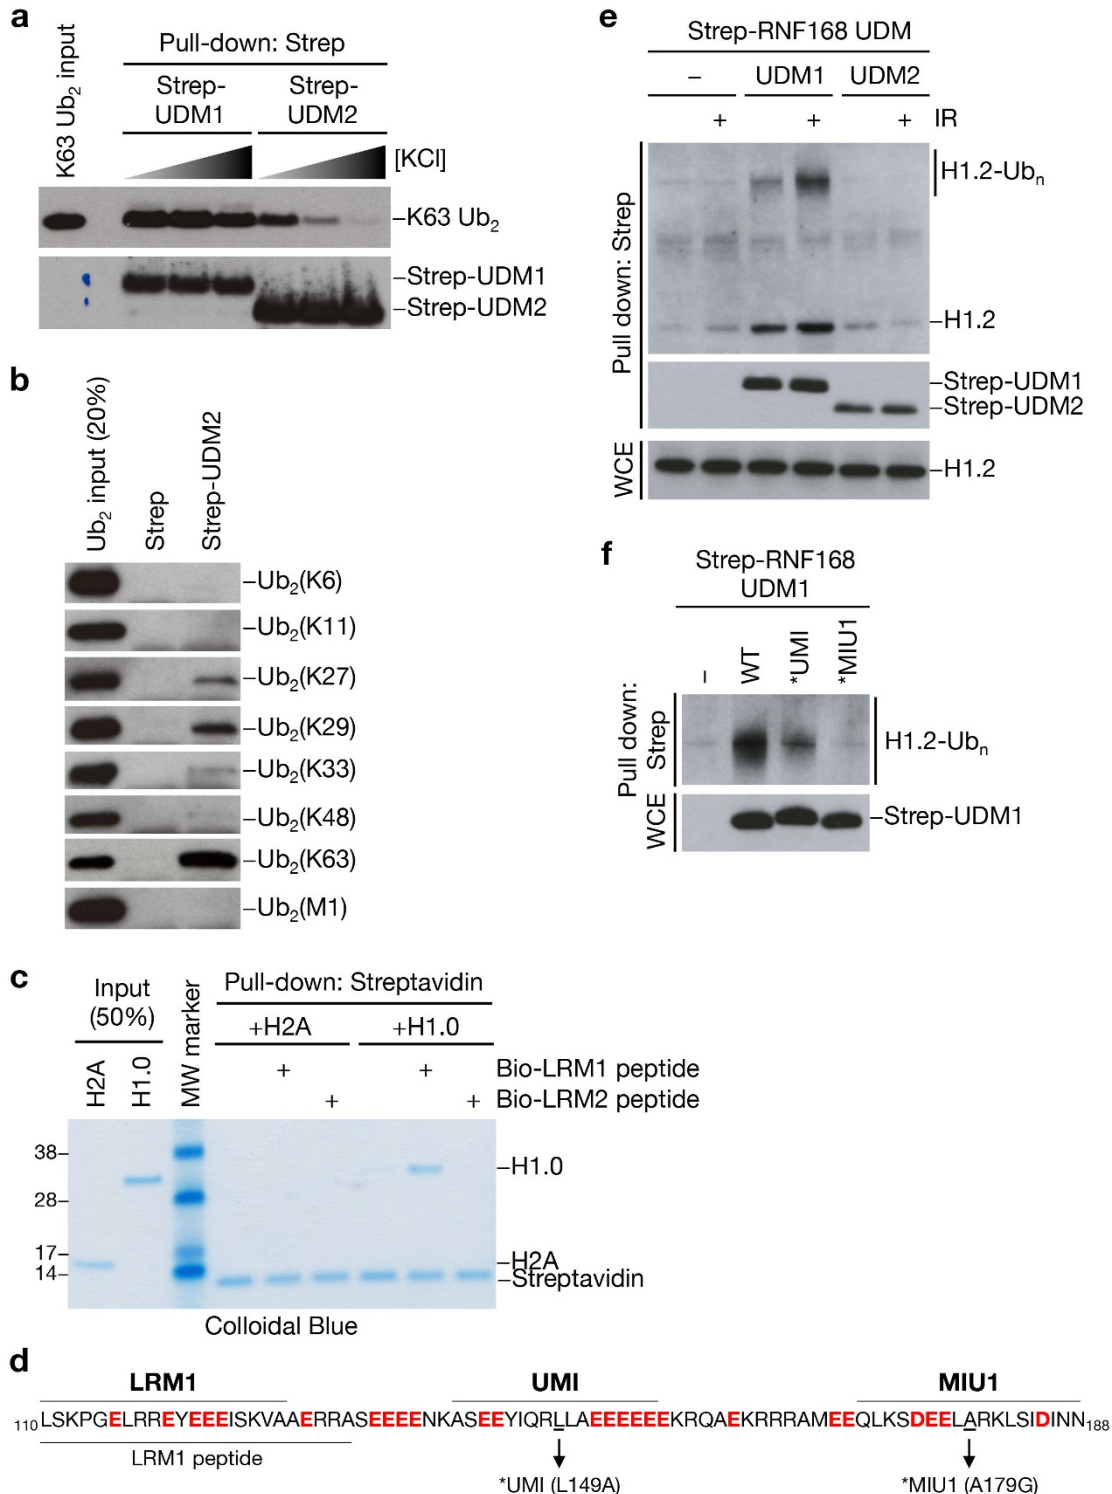 a
K63 Ub2 input
Pull-down: Strep
Strep-UDM1
Strep-UDM2
[KCl]
–K63 Ub2
–Strep-UDM1
–Strep-UDM2
b
Ub2 input (20%)
Strep
Strep-UDM2
–Ub2(K6)
–Ub2(K11)
–Ub2(K27)
–Ub2(K29)
–Ub2(K33)
–Ub2(K48)
–Ub2(K63)
–Ub2(M1)
c
Input
(50%)
H2A
H1.0
MW marker
Pull-down: Streptavidin
+H2A
+H1.0
+ + Bio-LRM1 peptide
+ + Bio-LRM2 peptide
38–
28–
17–
14–
–H1.0
–H2A
–Streptavidin
Colloidal Blue
d
LRM1 UMI MIU1
110LSKPGELRREYEEEISKVAAERRASEEEENKASEEYIQRLLAEEEEEEKRQAEKRRRAMEEQLKSDEELARKLSIDINN188
LRM1 peptide
*UMI (L149A)
*MIU1 (A179G)
e
Strep-RNF168 UDM
– UDM1 UDM2
+ + + IR
Pull down: Strep
H1.2-Ubn
–H1.2
–Strep-UDM1
–Strep-UDM2
WCE
–H1.2
f
Strep-RNF168
UDM1
–
WT
*UMI
*MIU1
Pull down:
Strep
H1.2-Ubn
WCE
–Strep-UDM1